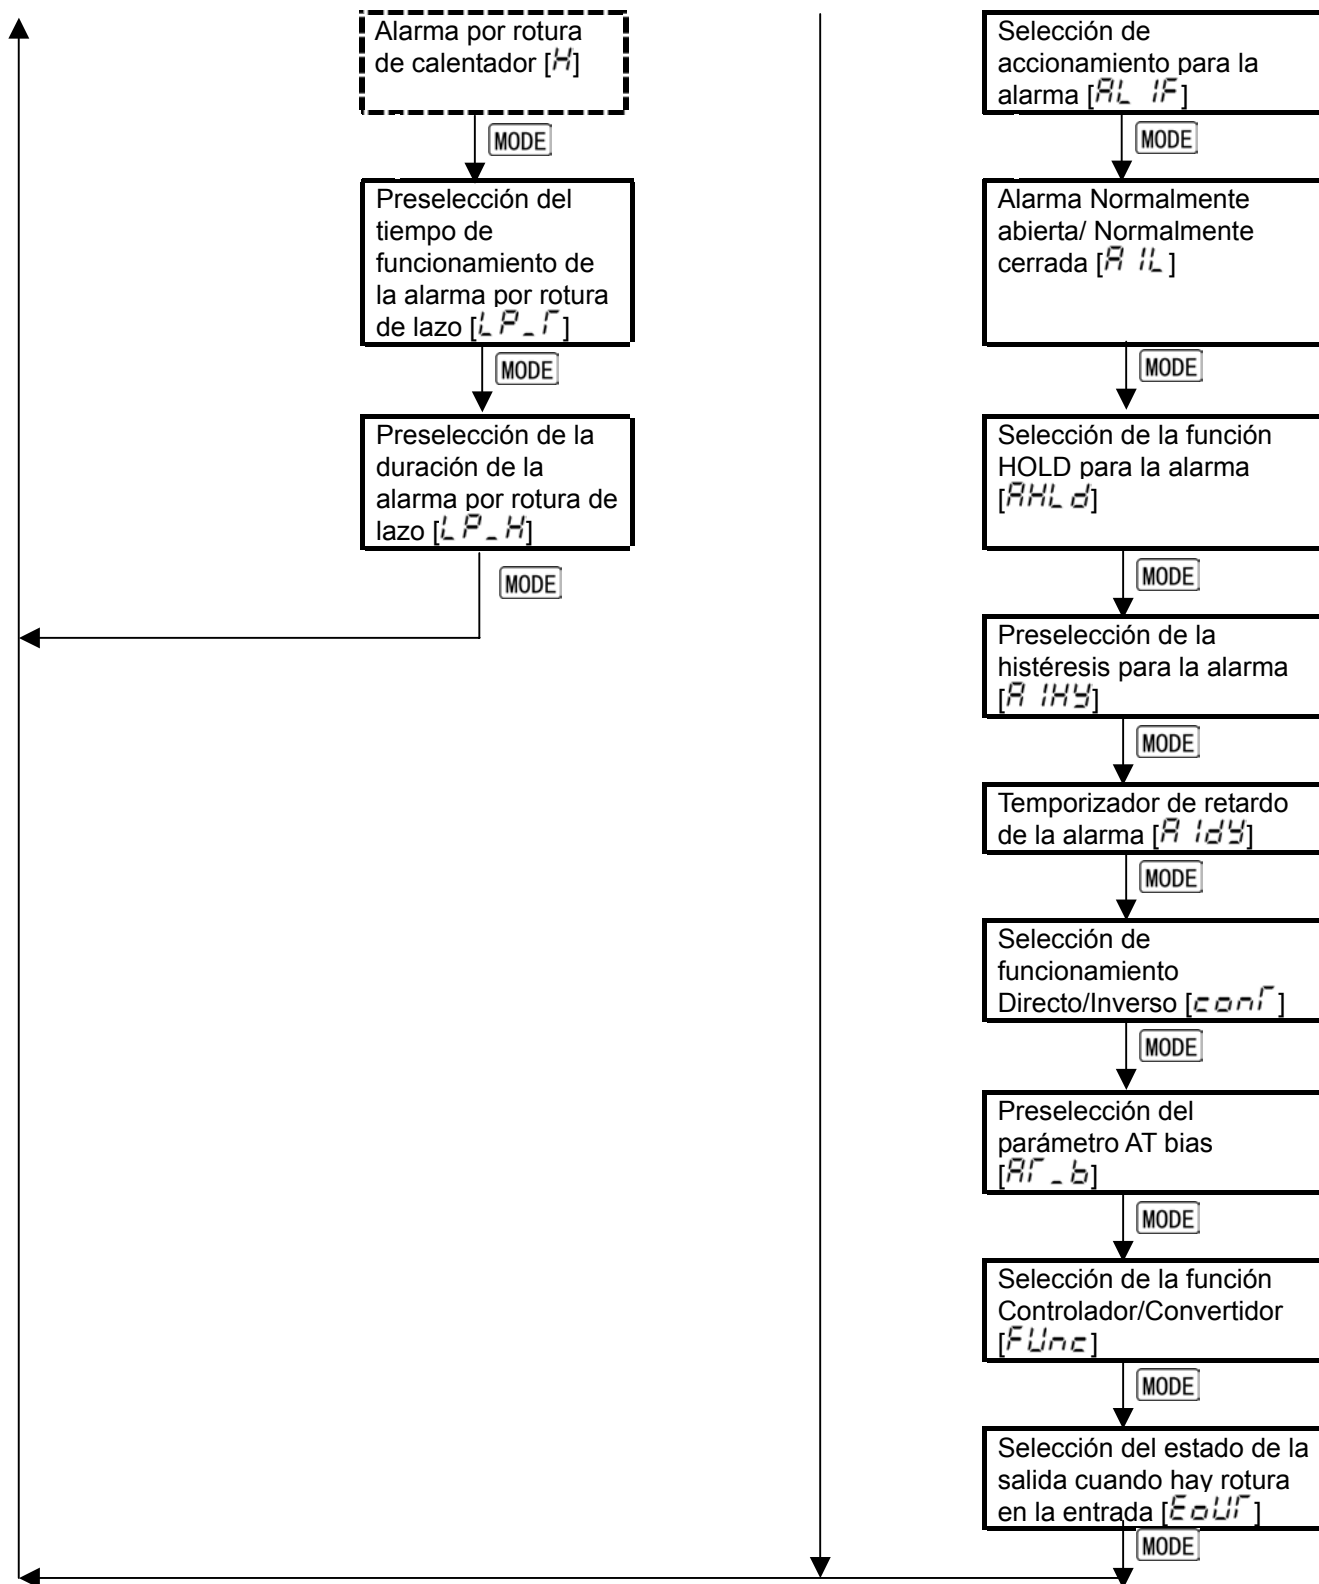 Alarma por rotura
de calentador [H]
MODE
Preselección del
tiempo de
funcionamiento de
la alarma por rotura
de lazo [LP_T]
MODE
Preselección de la
duración de la
alarma por rotura de
lazo [LP_H]
MODE
Selección de
accionamiento para la
alarma [AL1F]
MODE
Alarma Normalmente
abierta/ Normalmente
cerrada [A1L]
MODE
Selección de la función
HOLD para la alarma
[AHLd]
MODE
Preselección de la
histéresis para la alarma
[A1HY]
MODE
Temporizador de retardo
de la alarma [A1dY]
MODE
Selección de
funcionamiento
Directo/Inverso [conT]
MODE
Preselección del
parámetro AT bias
[AT_b]
MODE
Selección de la función
Controlador/Convertidor
[FUnc]
MODE
Selección del estado de la
salida cuando hay rotura
en la entrada [EoUT]
MODE